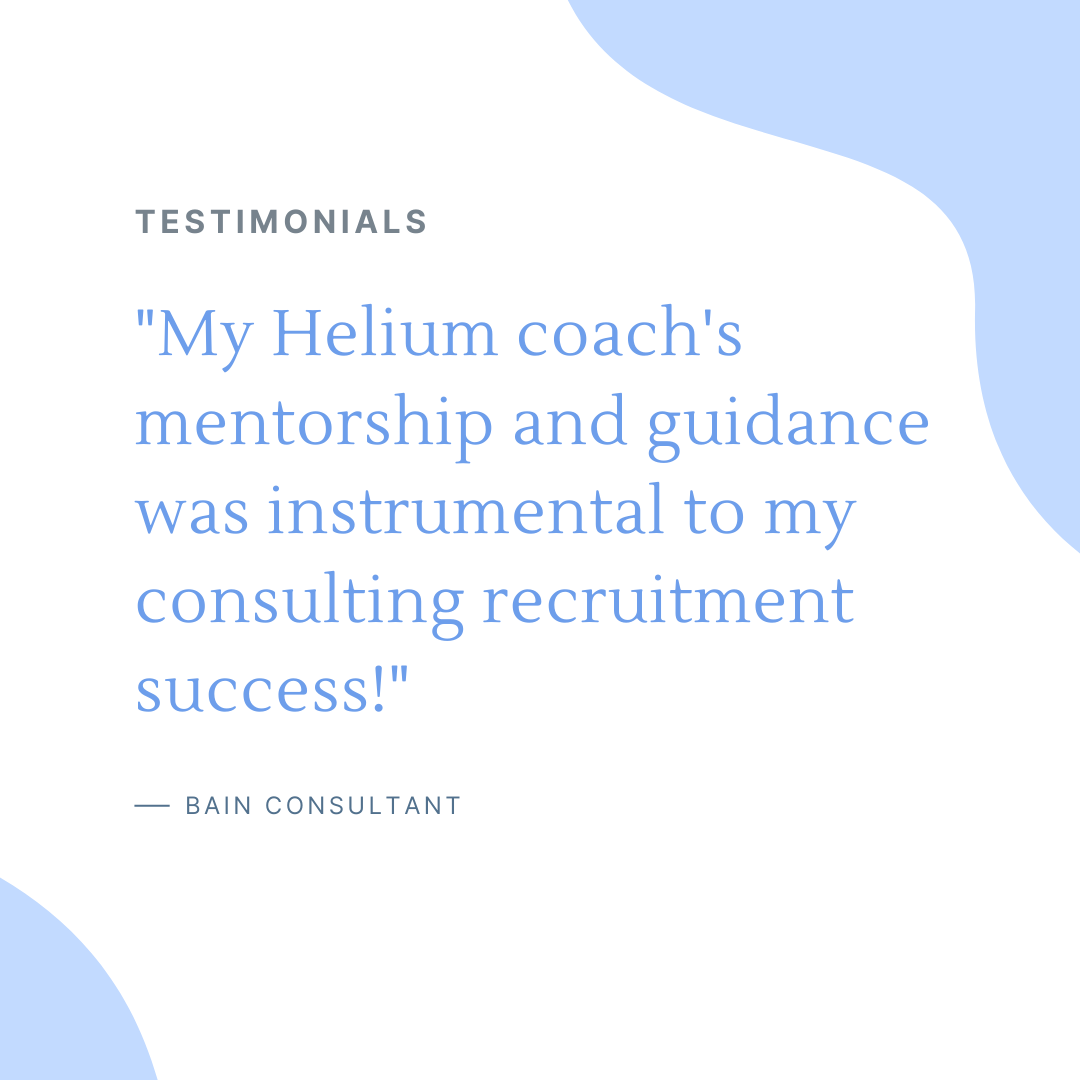 TESTIMONIALS
"My Helium coach's
mentorship and guidance
was instrumental to my
consulting recruitment
success!"
— BAIN CONSULTANT